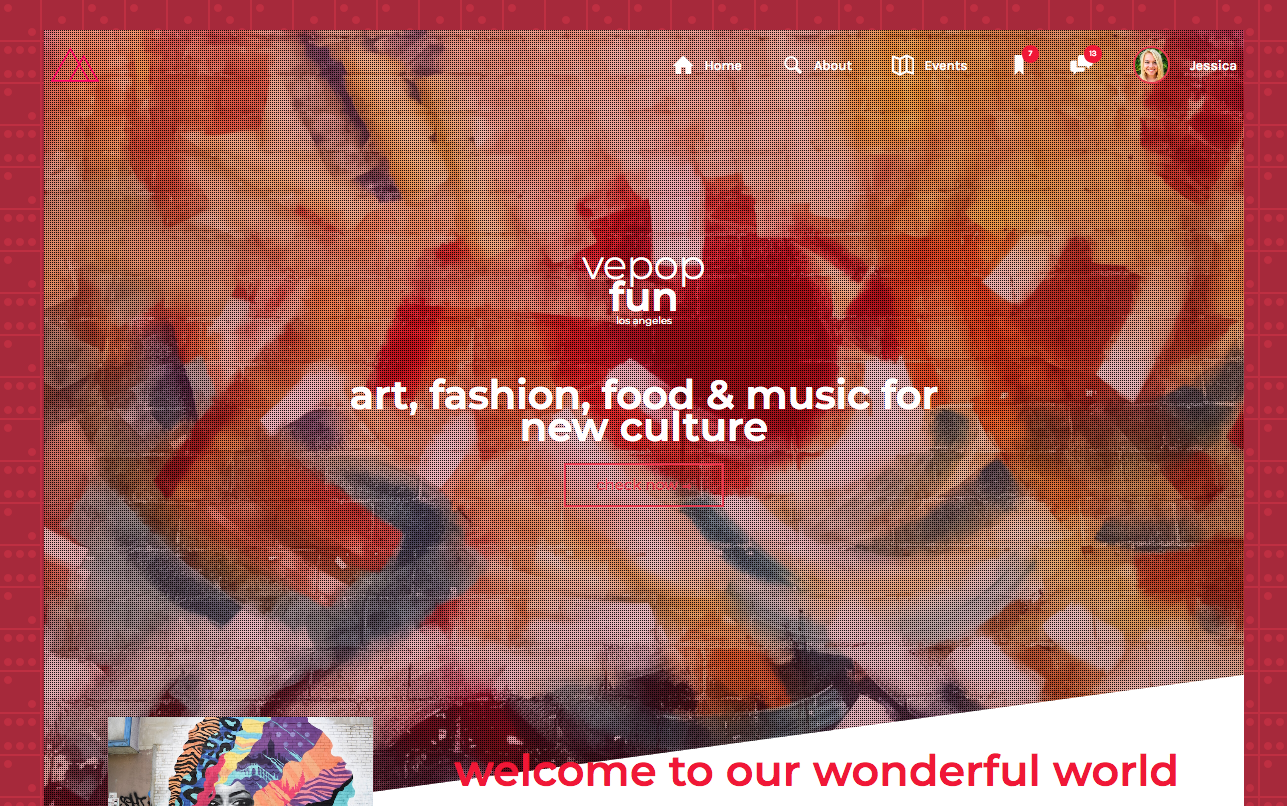 Home
About
Events
7
13
Jessica
vepop
fun
los angeles
art, fashion, food & music for
new culture
check now→
welcome to our wonderful world